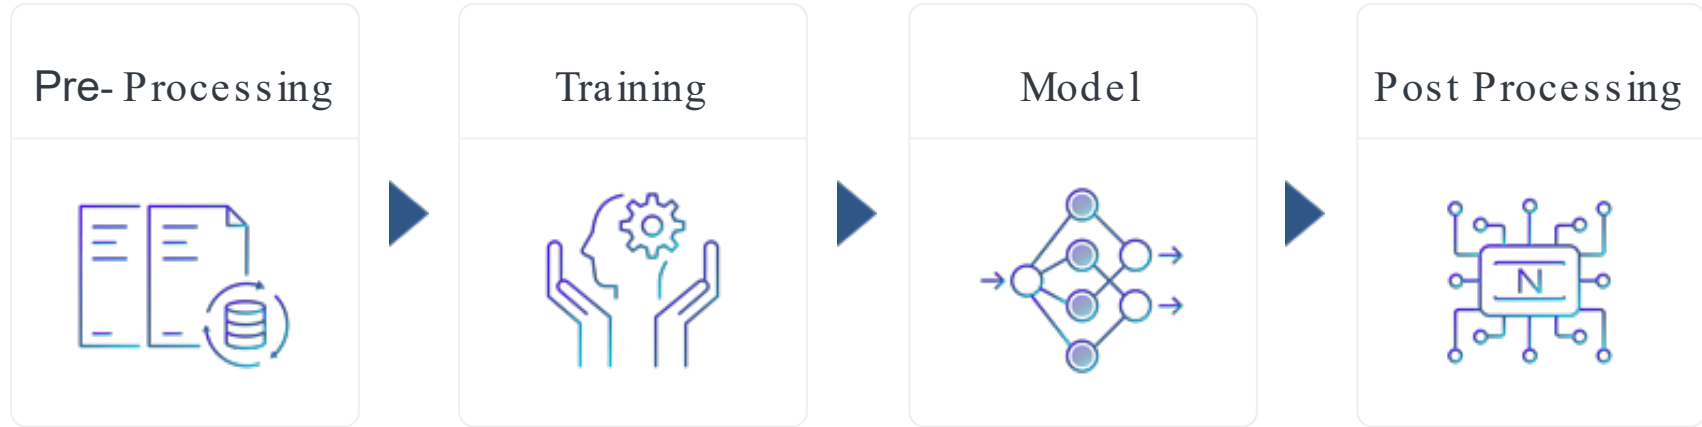 Pre- Processing
Training
Model
Post Processing
N